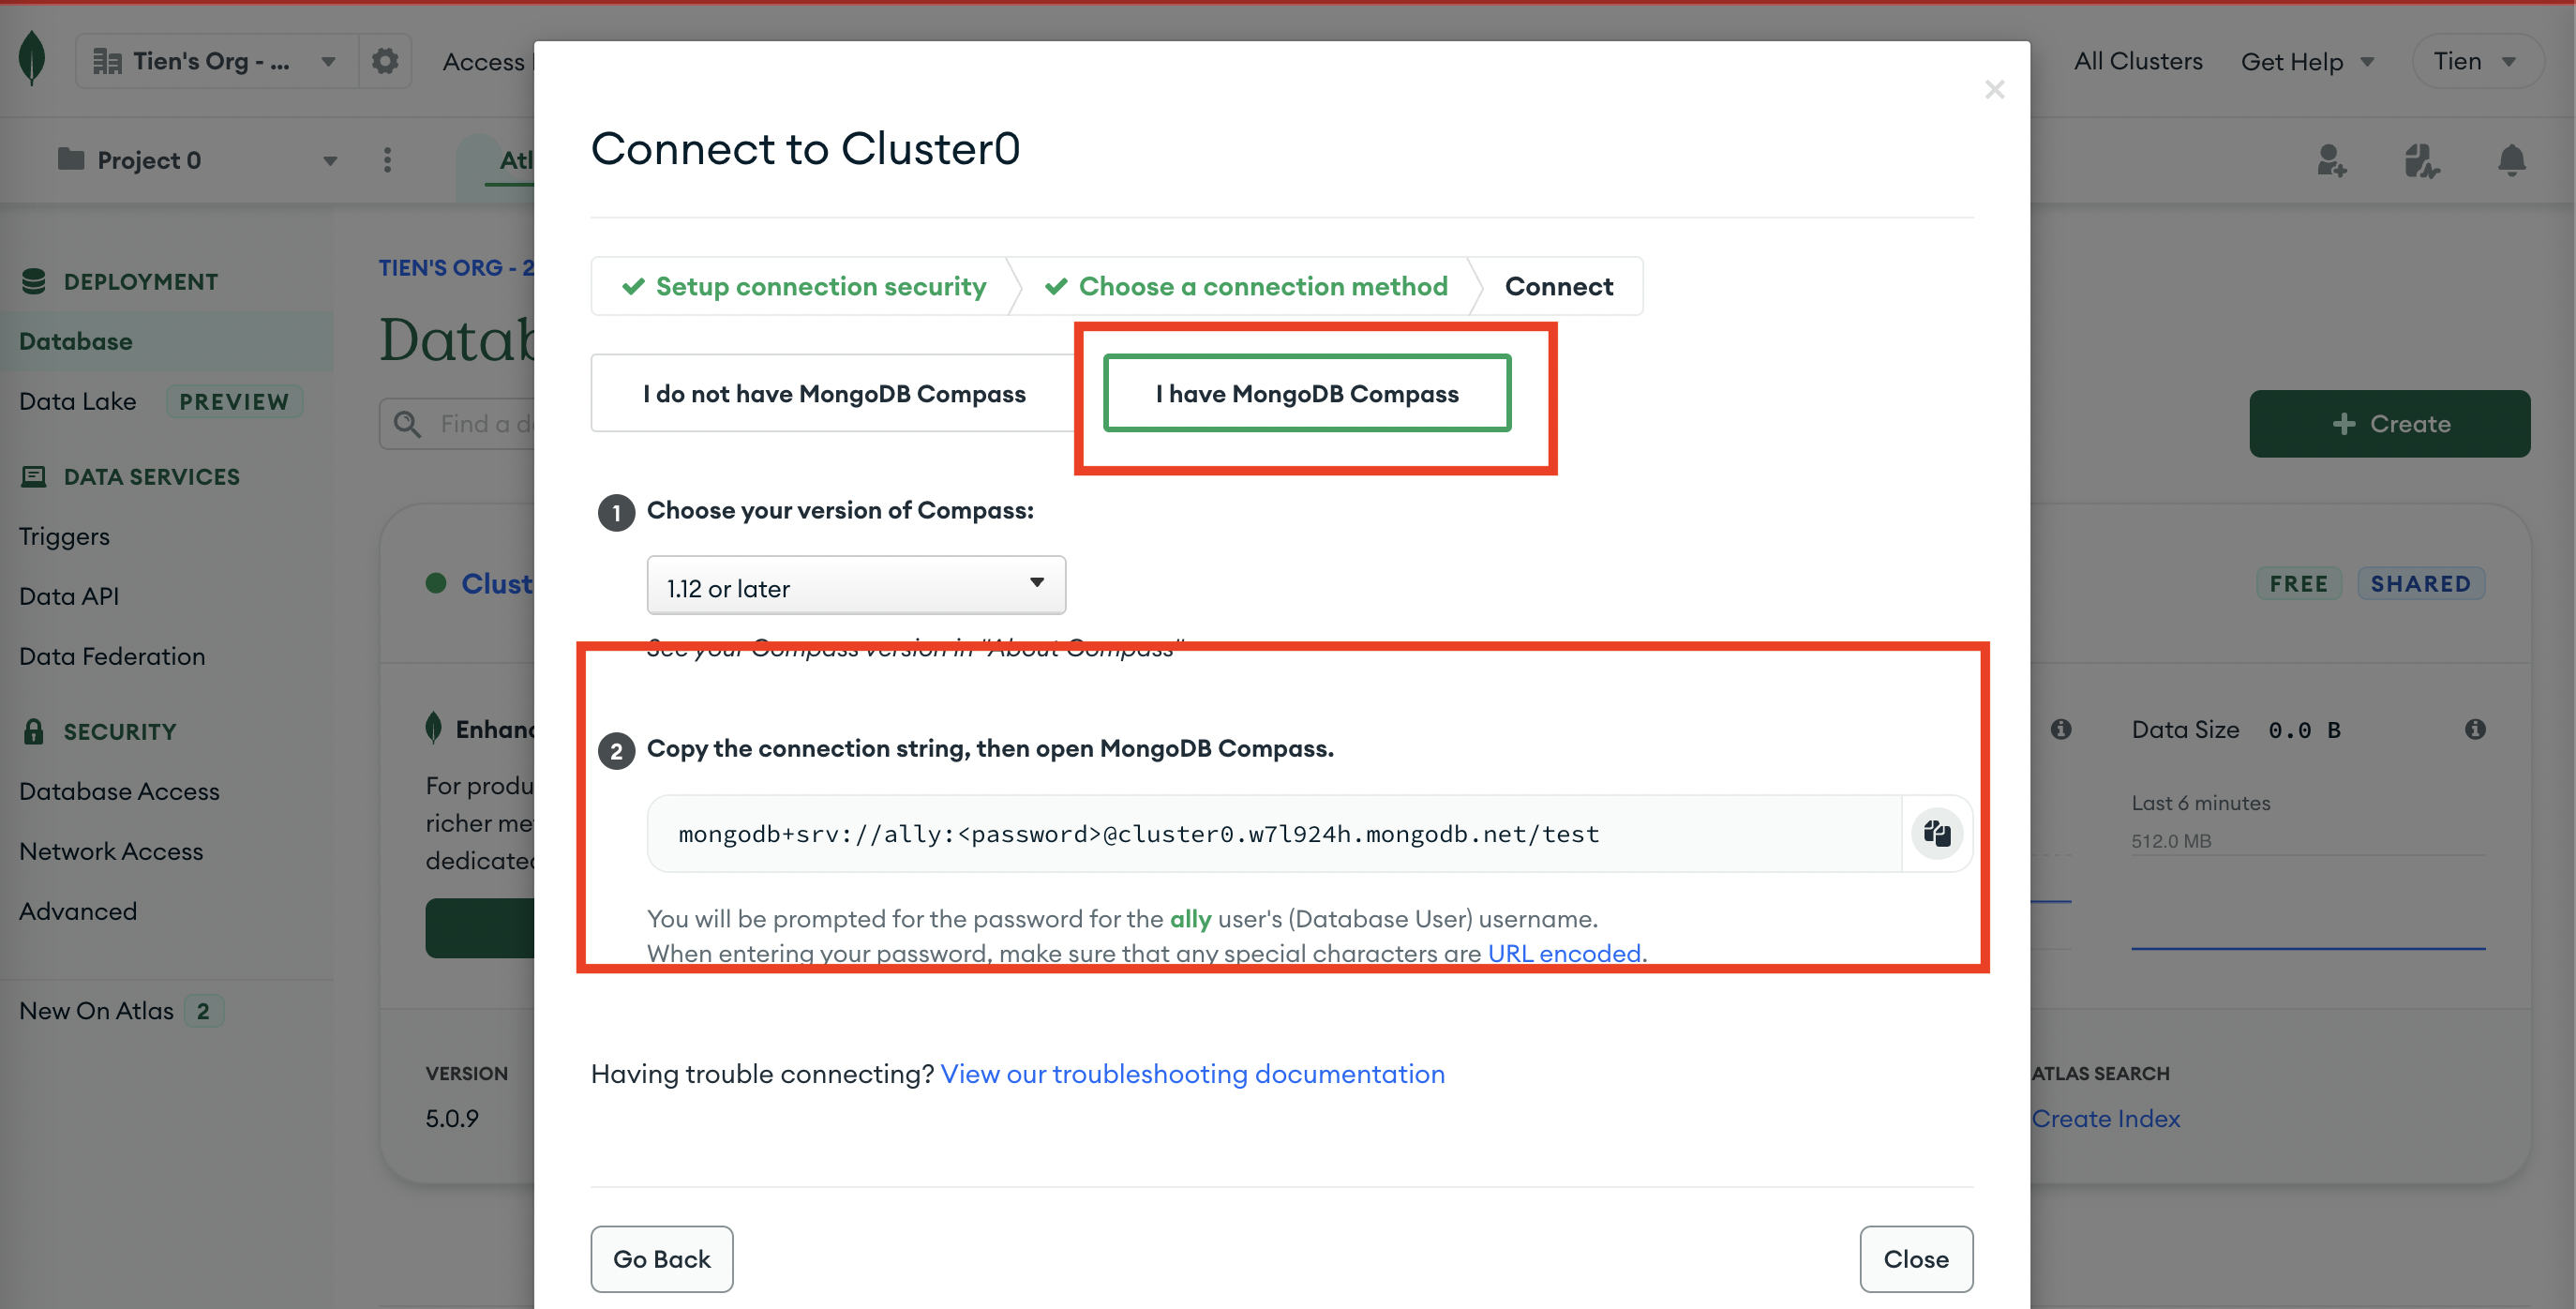 Tien's Org - ...
Access
All Clusters
Get Help
Tien
Project 0
Atl
DEPLOYMENT
Database
Data Lake PREVIEW
DATA SERVICES
Triggers
Data API
Data Federation
SECURITY
Database Access
Network Access
Advanced
New On Atlas 2
TIEN'S ORG - 2
Datab
Find a d
Clust
Enhanc
For produ
richer me
dedicated
VERSION
5.0.9
Connect to Cluster0
Setup connection security
Choose a connection method
Connect
I do not have MongoDB Compass
I have MongoDB Compass
1 Choose your version of Compass:
1.12 or later
See your Compass version in "About Compass"
2 Copy the connection string, then open MongoDB Compass.
mongodb+srv://ally:<password>@cluster0.w7l924h.mongodb.net/test
You will be prompted for the password for the ally user's (Database User) username.
When entering your password, make sure that any special characters are URL encoded.
Having trouble connecting? View our troubleshooting documentation
Go Back
Close
+ Create
FREE
SHARED
Data Size 0.0 B
Last 6 minutes
512.0 MB
ATLAS SEARCH
Create Index